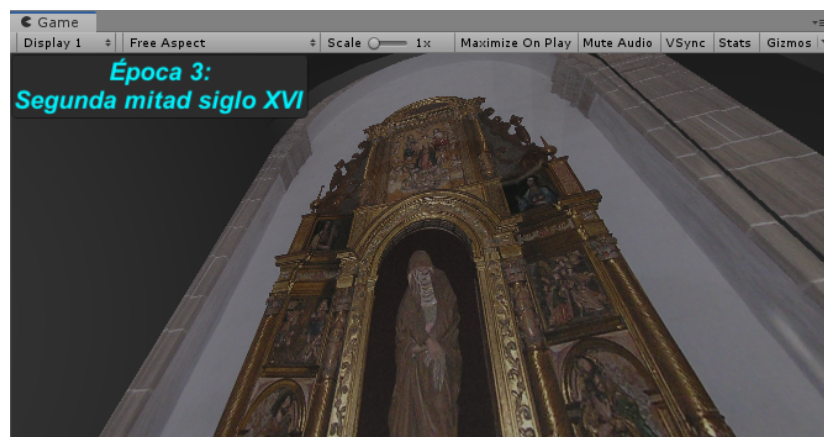 Game
Display 1 Free Aspect Scale 1x Maximize On Play Mute Audio VSync Stats Gizmos
Época 3:
Segunda mitad siglo XVI